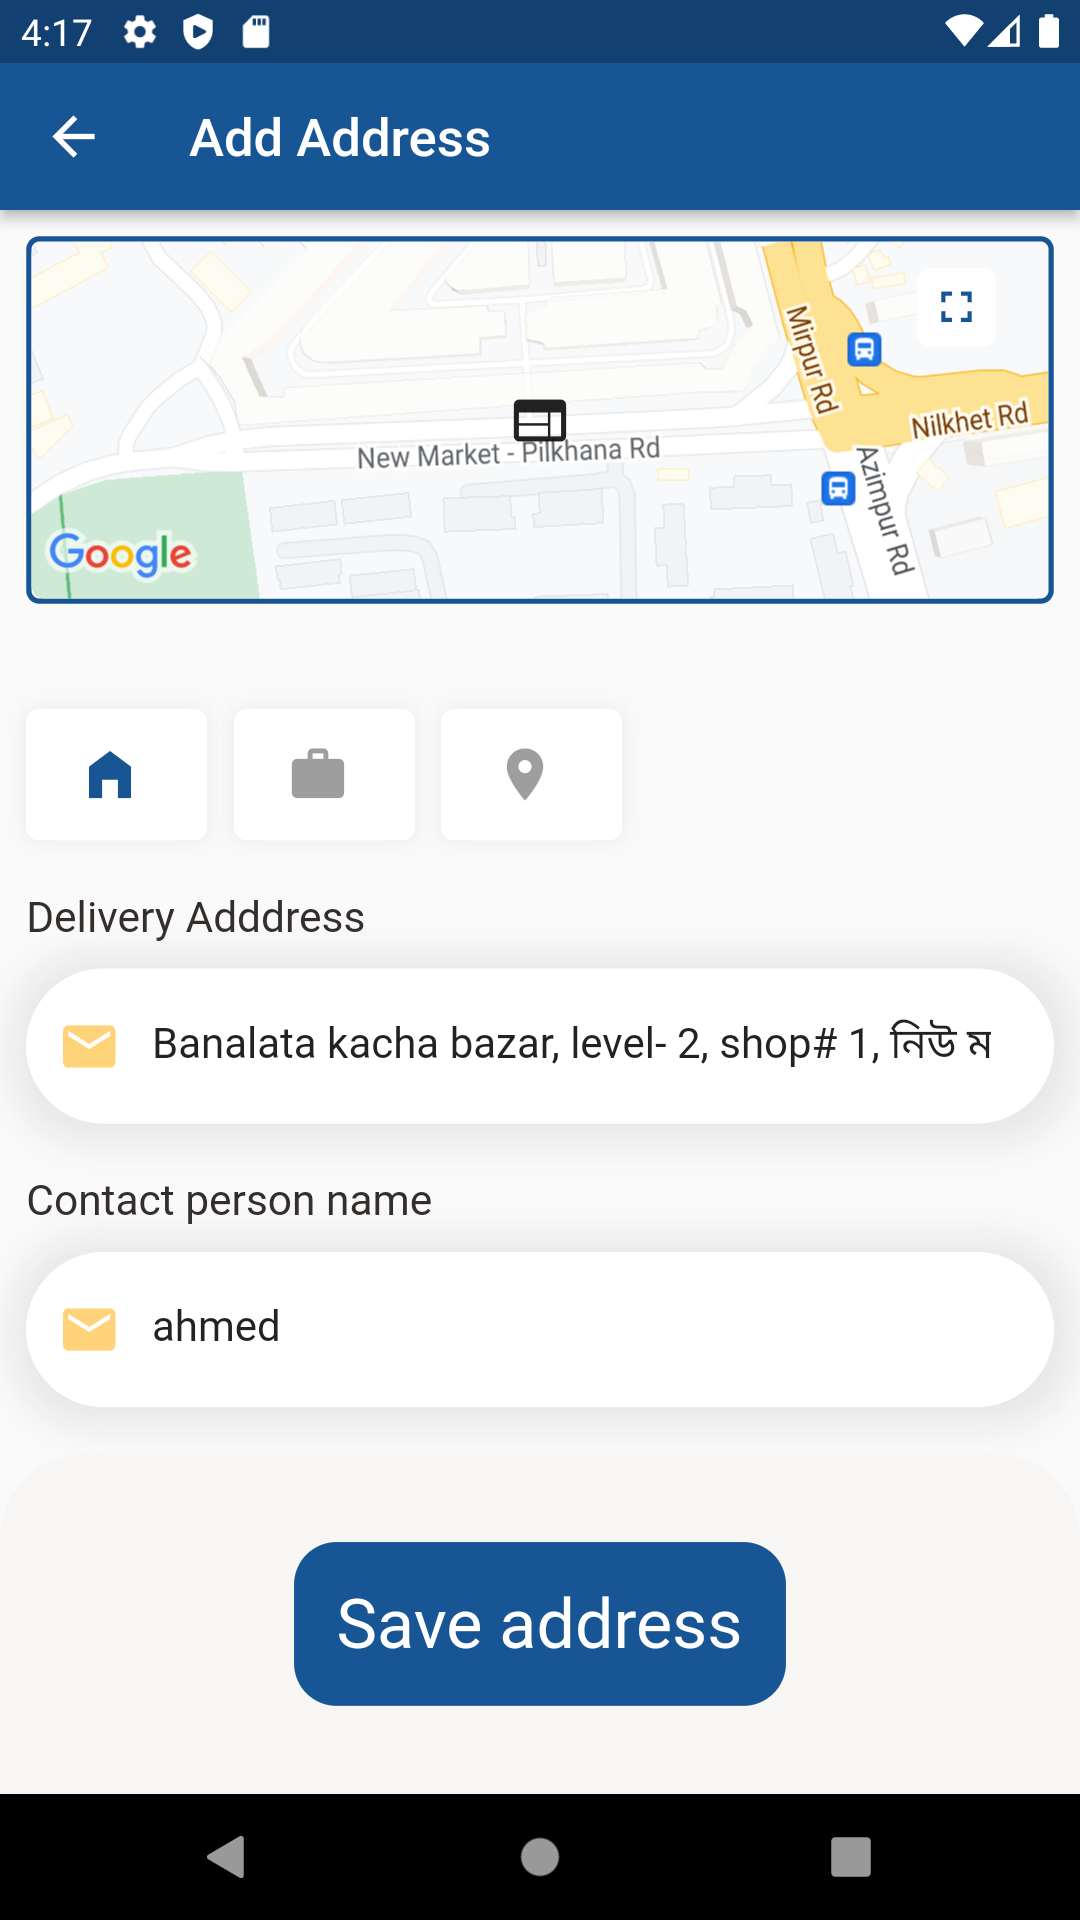 4:17
Add Address
Mirpur Rd
Nilkhet Rd
New Market - Pilkhana Rd
Azimpur Rd
Google
Delivery Adddress
Banalata kacha bazar, level- 2, shop# 1, নিউ ম
Contact person name
ahmed
Save address